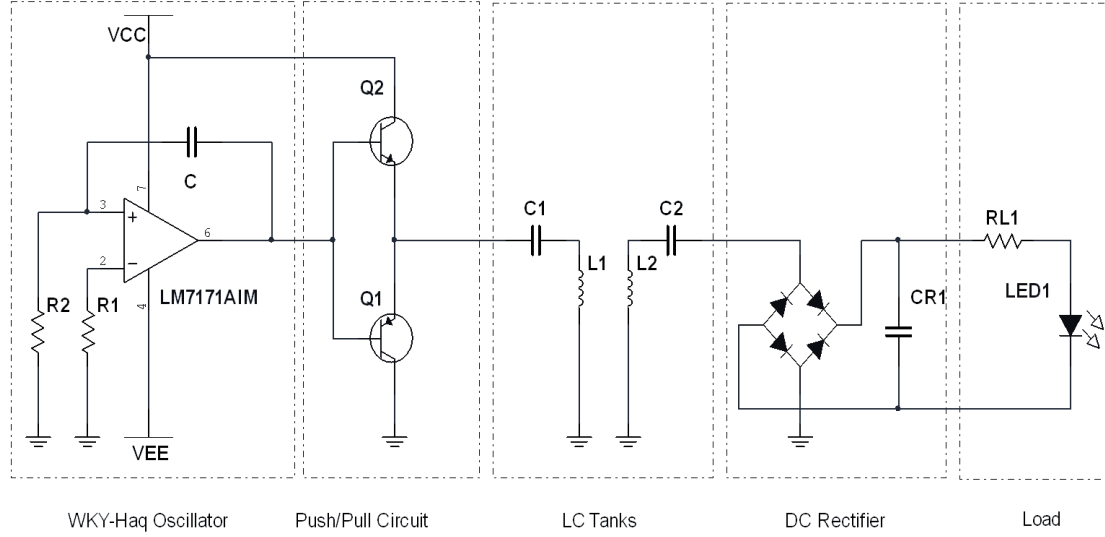 VCC
Q2
C
7
3
+
6
2
−
4
LM7171AIM
R2
R1
VEE
Q1
C1
L1
C2
L2
CR1
RL1
LED1
WKY-Haq Oscillator
Push/Pull Circuit
LC Tanks
DC Rectifier
Load